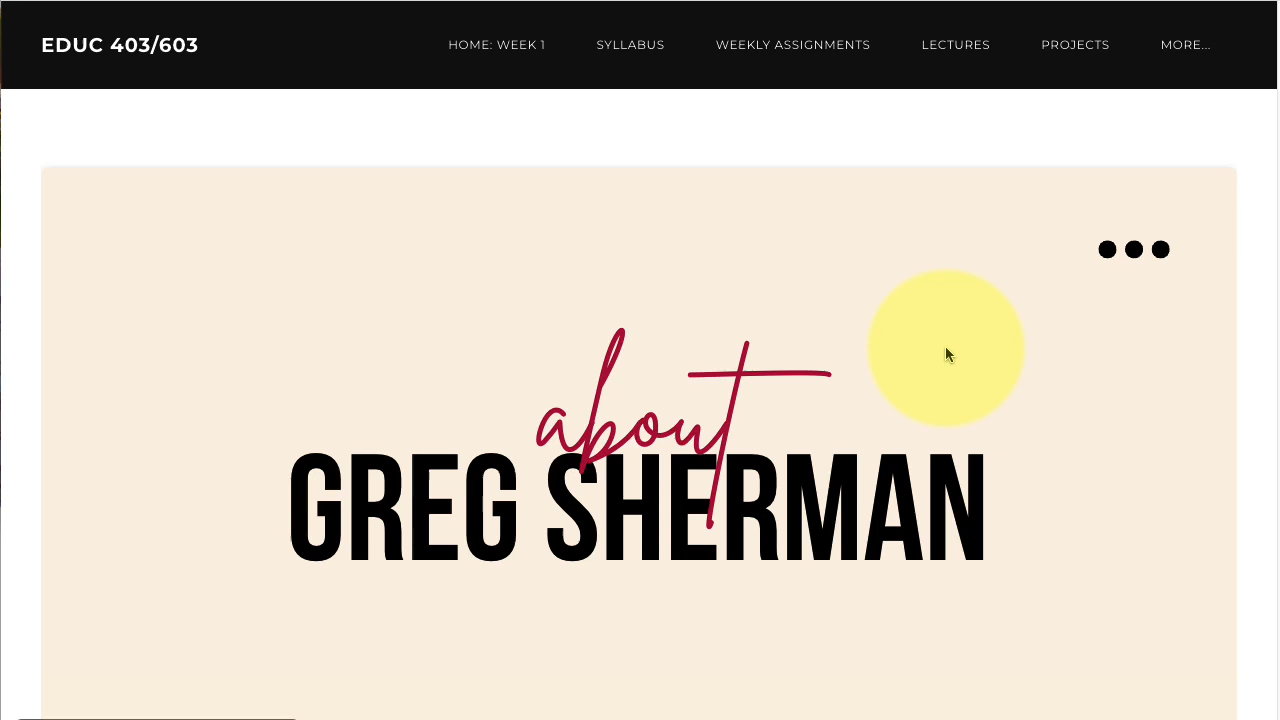 EDUC 403/603
HOME: WEEK 1 SYLLABUS WEEKLY ASSIGNMENTS LECTURES PROJECTS MORE...
about
GREG SHERMAN